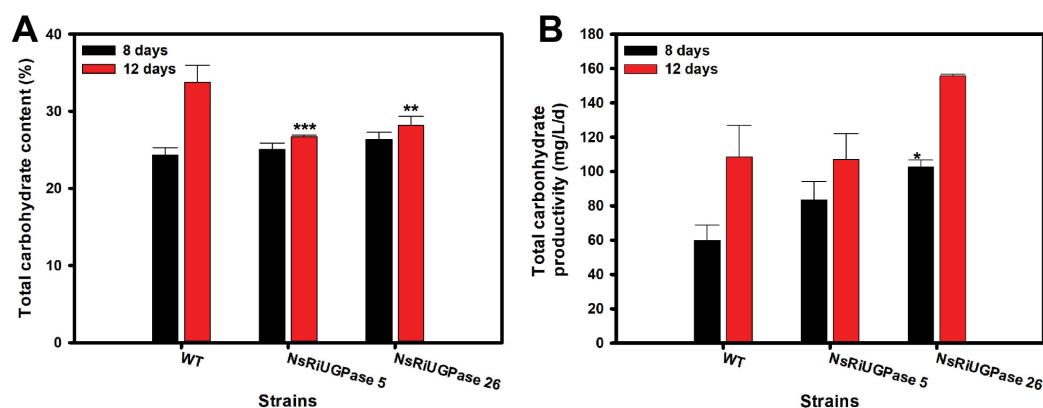 A
Total carbohydrate content (%)
40
30
20
10
0
8 days
12 days
***
**
WT
NsRiUGPase 5
NsRiUGPase 26
Strains
B
Total carbonhydrate
productivity (mg/L/d)
180
160
140
120
100
80
60
40
20
0
8 days
12 days
*
WT
NsRiUGPase 5
NsRiUGPase 26
Strains